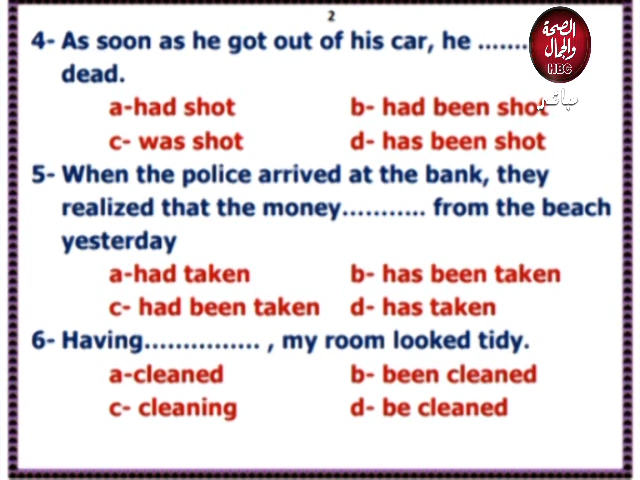 2
4- As soon as he got out of his car, he .......
dead.
a-had shot b- had been shot
c- was shot d- has been shot
5- When the police arrived at the bank, they
realized that the money........... from the beach
yesterday
a-had taken b- has been taken
c- had been taken d- has taken
6- Having............... , my room looked tidy.
a-cleaned b- been cleaned
c- cleaning d- be cleaned
الصحة
والجمال
HBC
مباشر